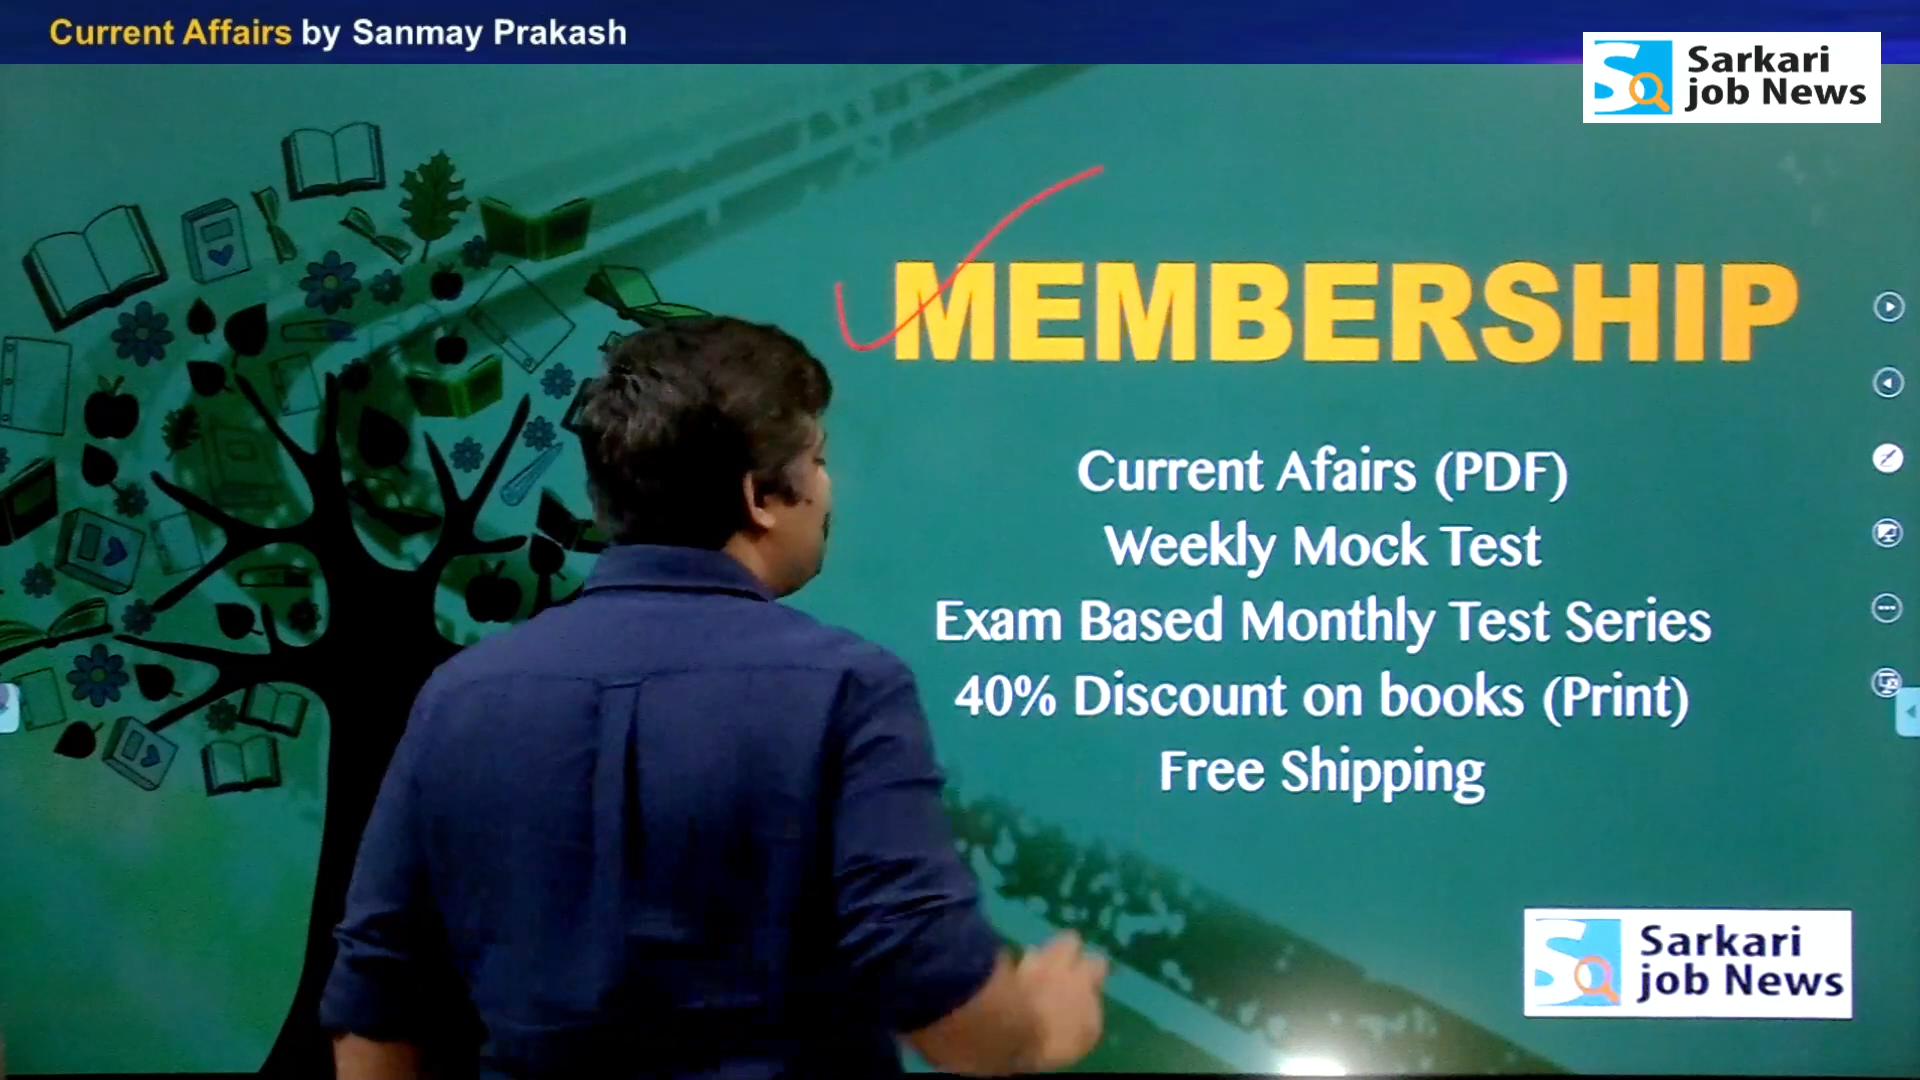 Current Affairs by Sanmay Prakash
Sarkari
job News
MEMBERSHIP
Current Afairs (PDF)
Weekly Mock Test
Exam Based Monthly Test Series
40% Discount on books (Print)
Free Shipping
Sarkari
job News